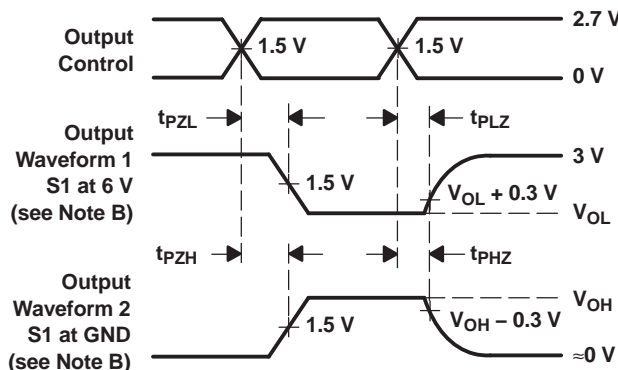 Output
Control
1.5 V
1.5 V
2.7 V
0 V
tPZL
tPLZ
Output
Waveform 1
S1 at 6 V
(see Note B)
1.5 V
VOL + 0.3 V
3 V
VOL
tPZH
tPHZ
Output
Waveform 2
S1 at GND
(see Note B)
1.5 V
VOH – 0.3 V
VOH
≈0 V